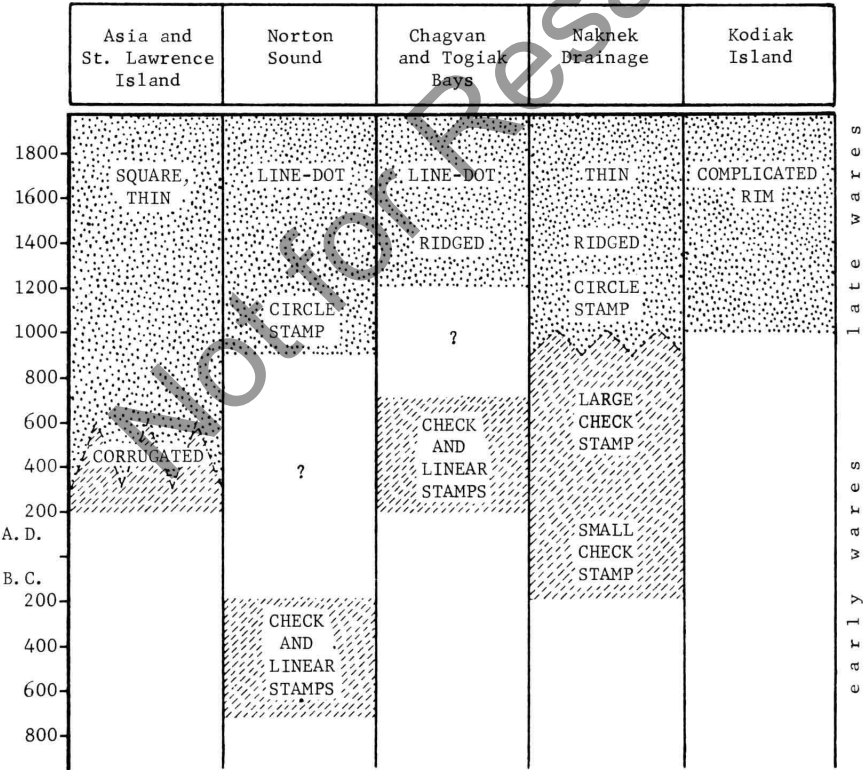 Asia and
St. Lawrence
Island
Norton
Sound
Chagvan
and Togiak
Bays
Naknek
Drainage
Kodiak
Island
1800
1600
1400
1200
1000
800
600
400
200
A.D.
B.C.
200
400
600
800
SQUARE,
THIN
CORRUGATED
LINE-DOT
CIRCLE
STAMP
?
CHECK
AND
LINEAR
STAMPS
LINE-DOT
RIDGED
?
CHECK
AND
LINEAR
STAMPS
THIN
RIDGED
CIRCLE
STAMP
LARGE
CHECK
STAMP
SMALL
CHECK
STAMP
COMPLICATED
RIM
late wares
early wares
Not for Resa